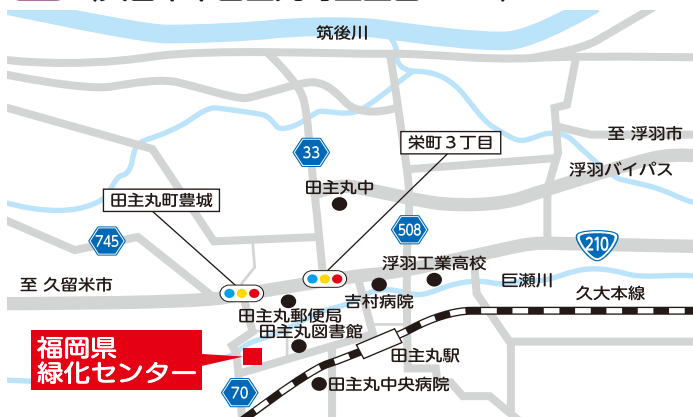 筑後川
栄町3丁目
至 浮羽市
33
浮羽バイパス
田主丸中
田主丸町豊城
508
745
210
浮羽工業高校
至 久留米市
巨瀬川
久大本線
吉村病院
田主丸郵便局
田主丸図書館
福岡県
緑化センター
田主丸駅
田主丸中央病院
70